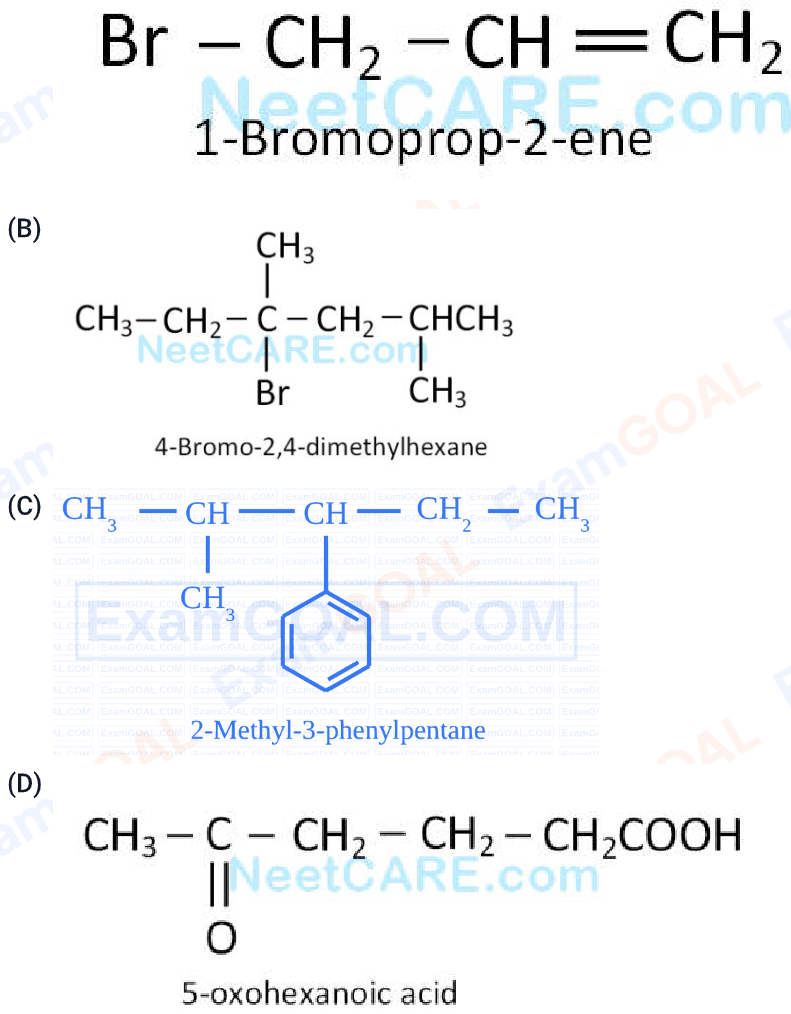 Br – CH₂ – CH = CH₂
NeetCARE.com
1-Bromoprop-2-ene
(B)
CH₃
|
CH₃ – CH₂ – C – CH₂ – CHCH₃
NeetCARE.com
| |
Br CH₃
4-Bromo-2,4-dimethylhexane
(C) CH₃ — CH — CH — CH₂ — CH₃
CH₃
ExamGOAL.COM
2-Methyl-3-phenylpentane
(D)
CH₃ – C – CH₂ – CH₂ – CH₂COOH
NeetCARE.com
||
O
5-oxohexanoic acid
ExamGOAL